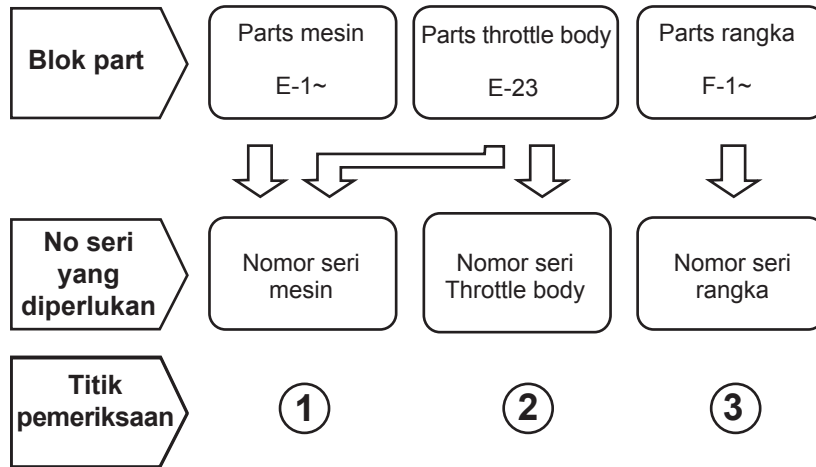 Blok part
Parts mesin
E-1~
Parts throttle body
E-23
Parts rangka
F-1~
No seri
yang
diperlukan
Nomor seri
mesin
Nomor seri
Throttle body
Nomor seri
rangka
Titik
pemeriksaan
1
2
3